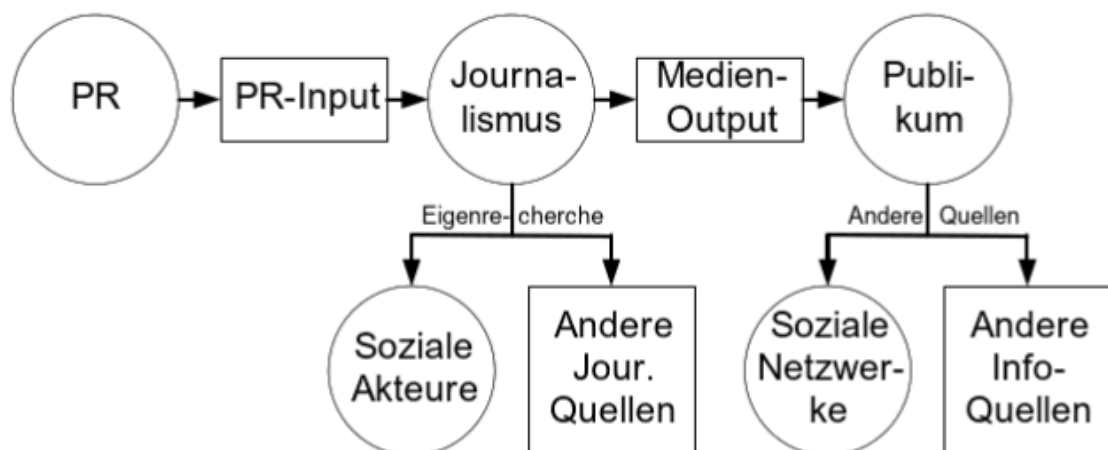 PR
PR-Input
Journa-
lismus
Medien-
Output
Publi-
kum
Eigenre- cherche
Andere Quellen
Soziale
Akteure
Andere
Jour.
Quellen
Soziale
Netzwer-
ke
Andere
Info-
Quellen